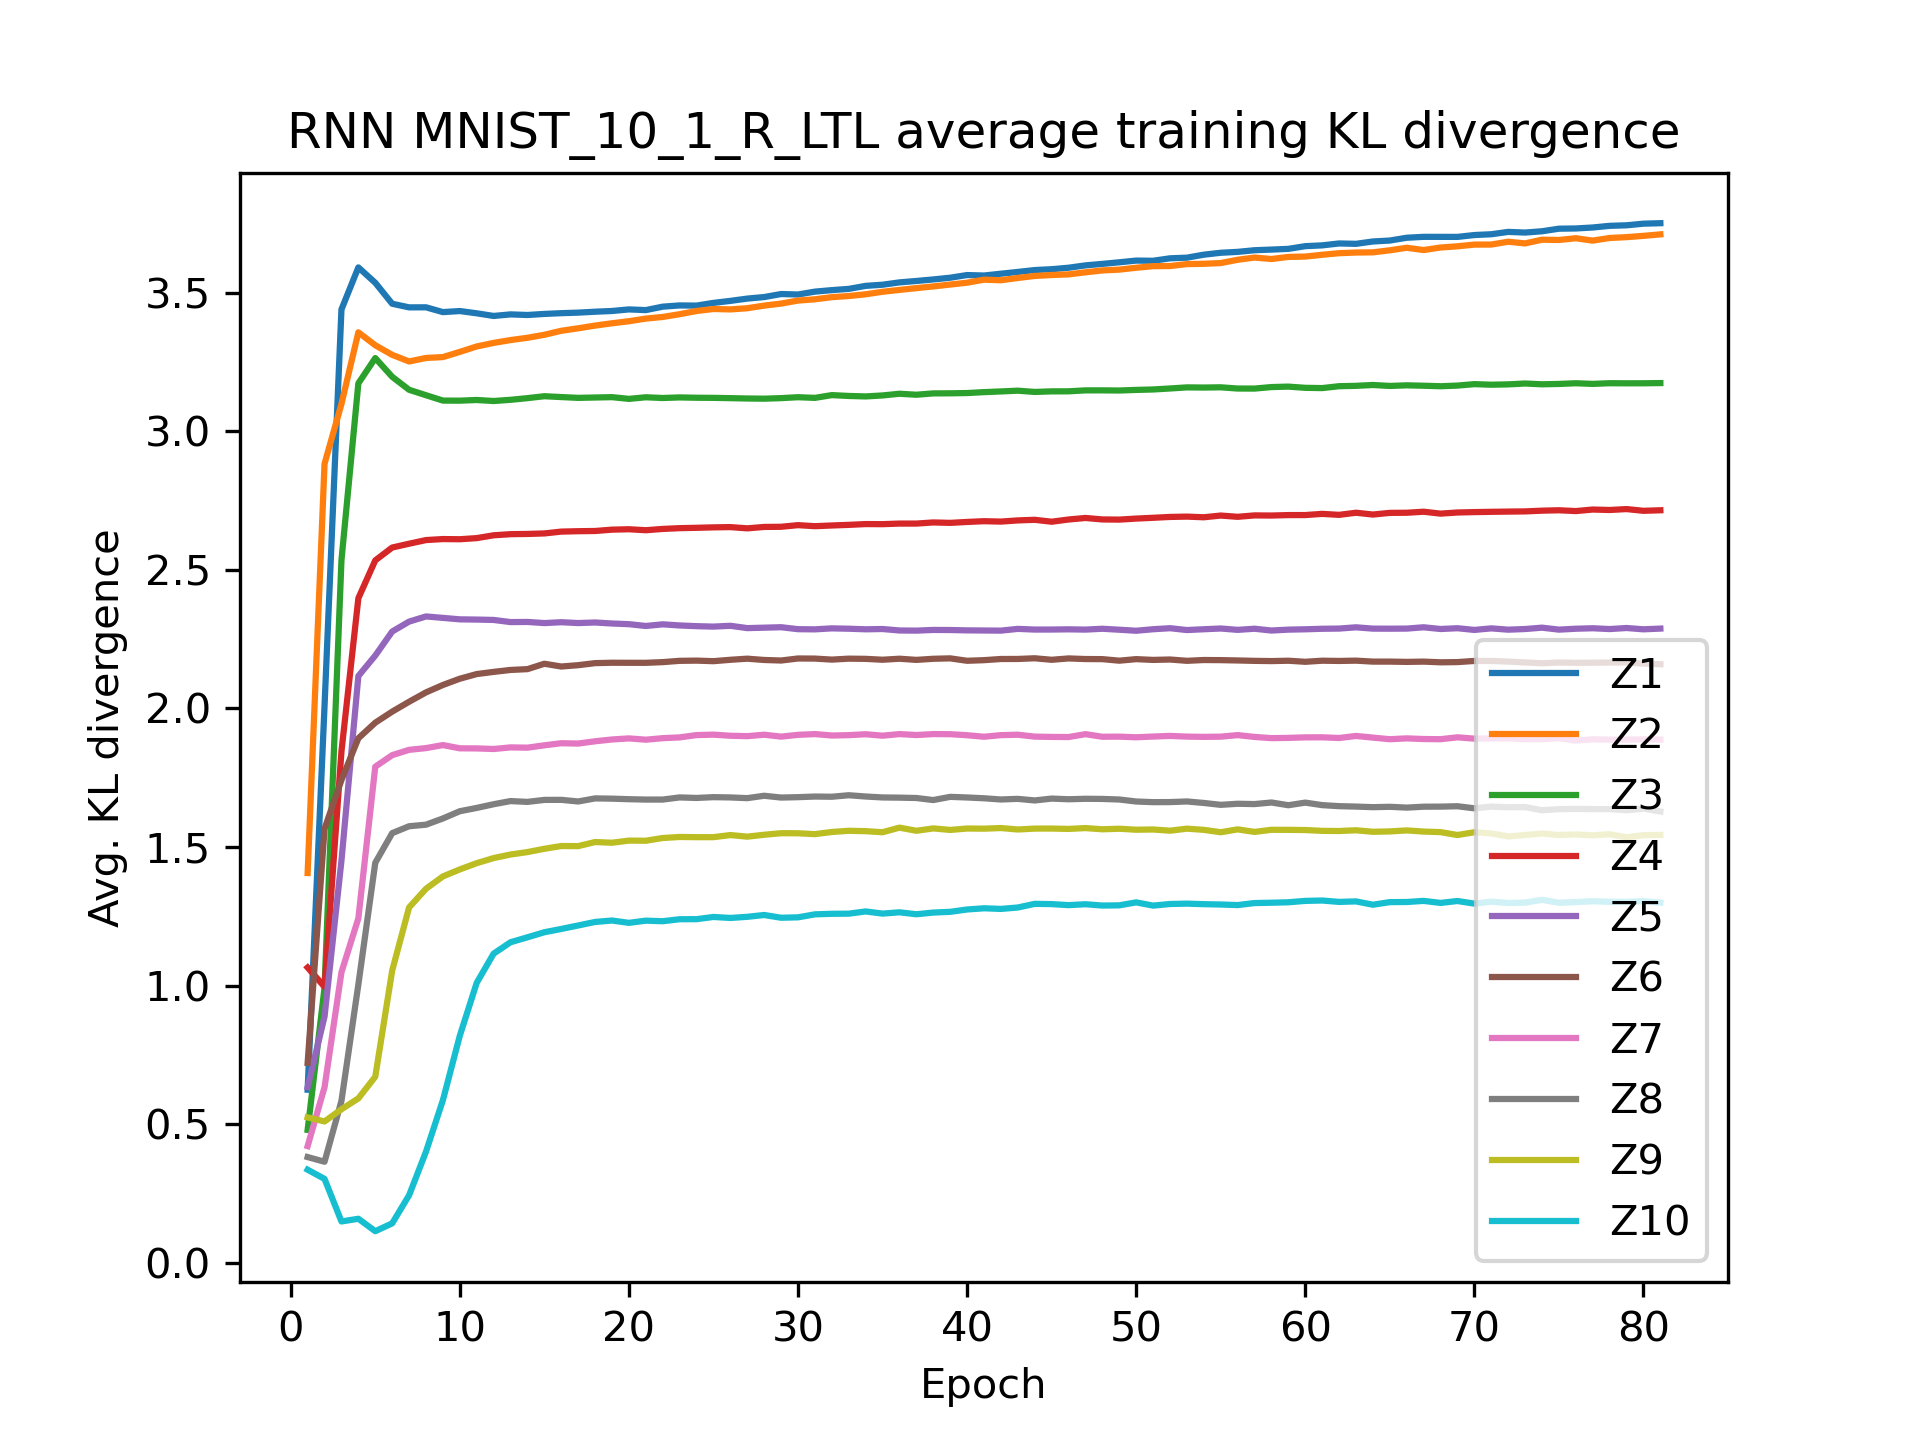 RNN MNIST_10_1_R_LTL average training KL divergence
Avg. KL divergence
3.5
3.0
2.5
2.0
1.5
1.0
0.5
0.0
0 10 20 30 40 50 60 70 80
Epoch
Z1
Z2
Z3
Z4
Z5
Z6
Z7
Z8
Z9
Z10